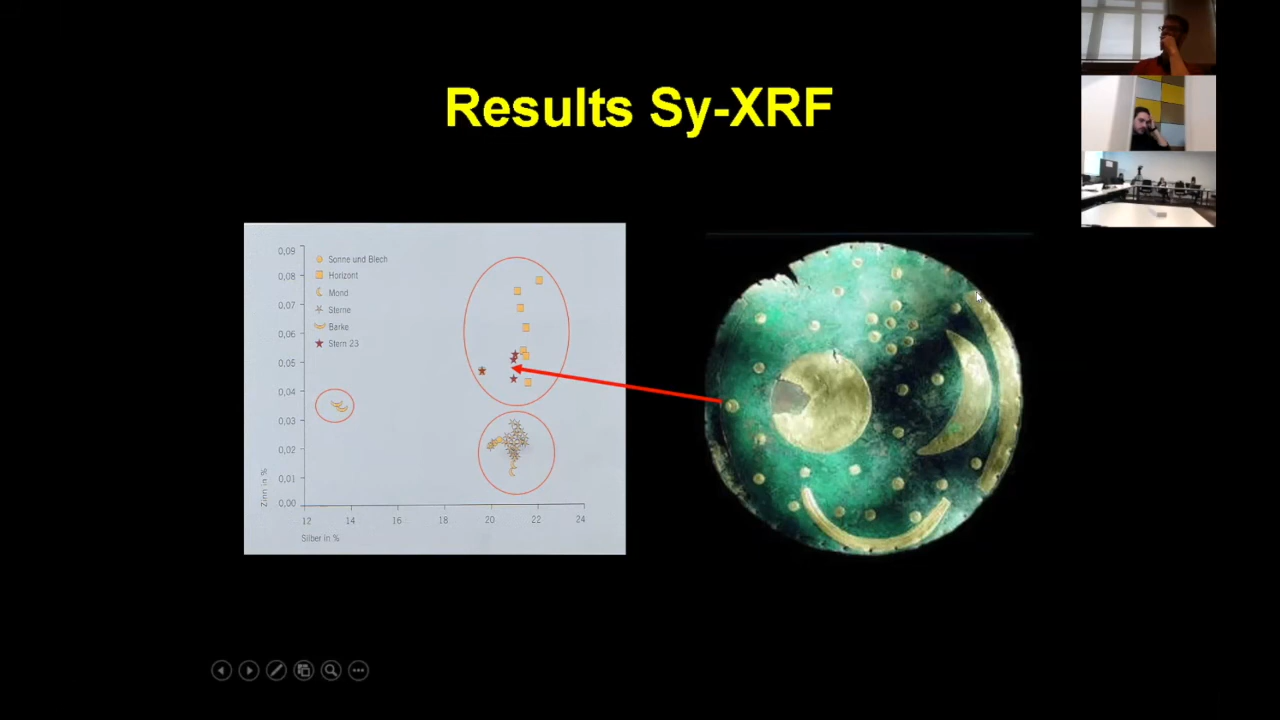 Results Sy-XRF
0,09
0,08
0,07
0,06
0,05
0,04
0,03
0,02
0,01
0,00
Zinn in %
Sonne und Blech
Horizont
Mond
Sterne
Barke
Stern 23
12 14 16 18 20 22 24
Silber in %